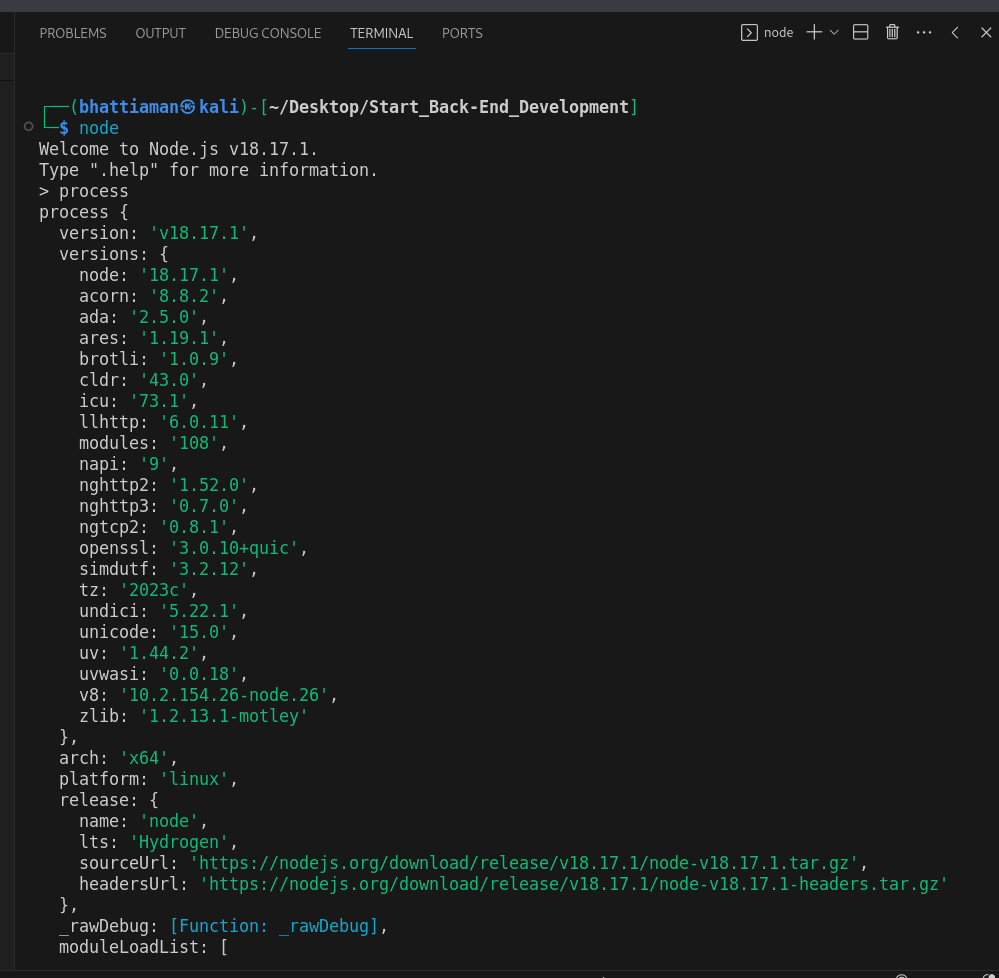 PROBLEMS OUTPUT DEBUG CONSOLE TERMINAL PORTS node
┌──(bhattiaman㉿kali)-[~/Desktop/Start_Back-End_Development]
└─$ node
Welcome to Node.js v18.17.1.
Type ".help" for more information.
> process
process {
  version: 'v18.17.1',
  versions: {
    node: '18.17.1',
    acorn: '8.8.2',
    ada: '2.5.0',
    ares: '1.19.1',
    brotli: '1.0.9',
    cldr: '43.0',
    icu: '73.1',
    llhttp: '6.0.11',
    modules: '108',
    napi: '9',
    nghttp2: '1.52.0',
    nghttp3: '0.7.0',
    ngtcp2: '0.8.1',
    openssl: '3.0.10+quic',
    simdutf: '3.2.12',
    tz: '2023c',
    undici: '5.22.1',
    unicode: '15.0',
    uv: '1.44.2',
    uvwasi: '0.0.18',
    v8: '10.2.154.26-node.26',
    zlib: '1.2.13.1-motley'
  },
  arch: 'x64',
  platform: 'linux',
  release: {
    name: 'node',
    lts: 'Hydrogen',
    sourceUrl: 'https://nodejs.org/download/release/v18.17.1/node-v18.17.1.tar.gz',
    headersUrl: 'https://nodejs.org/download/release/v18.17.1/node-v18.17.1-headers.tar.gz'
  },
  _rawDebug: [Function: _rawDebug],
  moduleLoadList: [